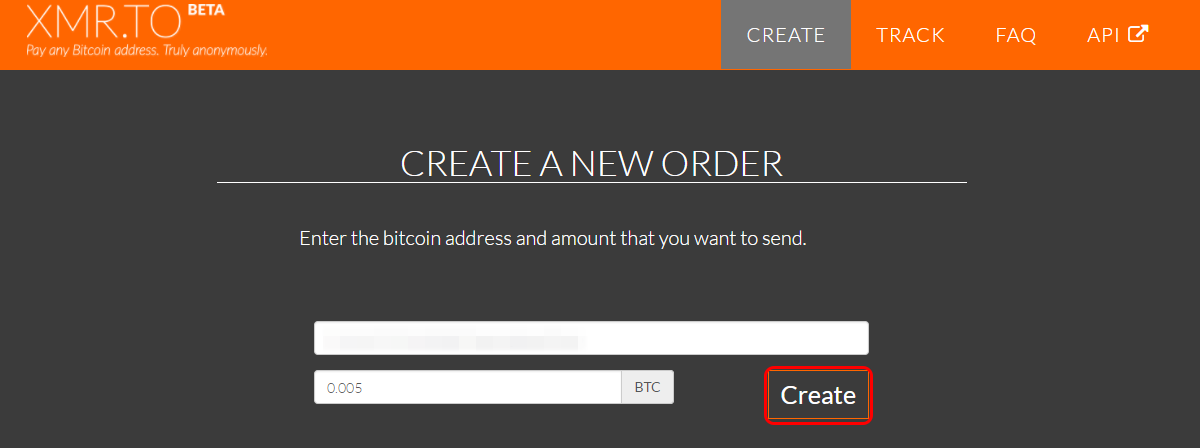 XMR.TO BETA
Pay any Bitcoin address. Truly anonymously.
CREATE TRACK FAQ API
CREATE A NEW ORDER
Enter the bitcoin address and amount that you want to send.
0.005 BTC
Create